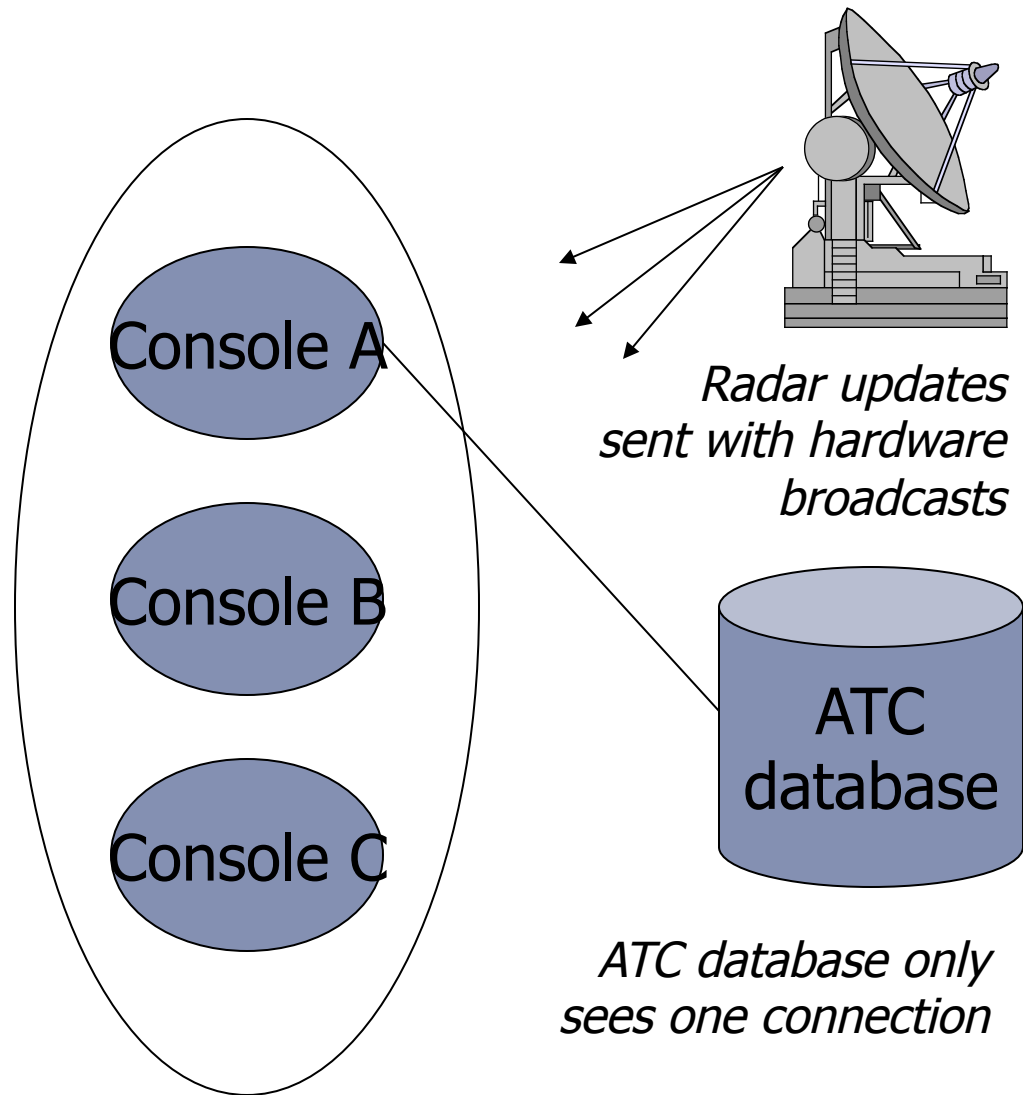 Console A
Radar updates
sent with hardware
broadcasts
Console B
ATC
database
Console C
ATC database only
sees one connection